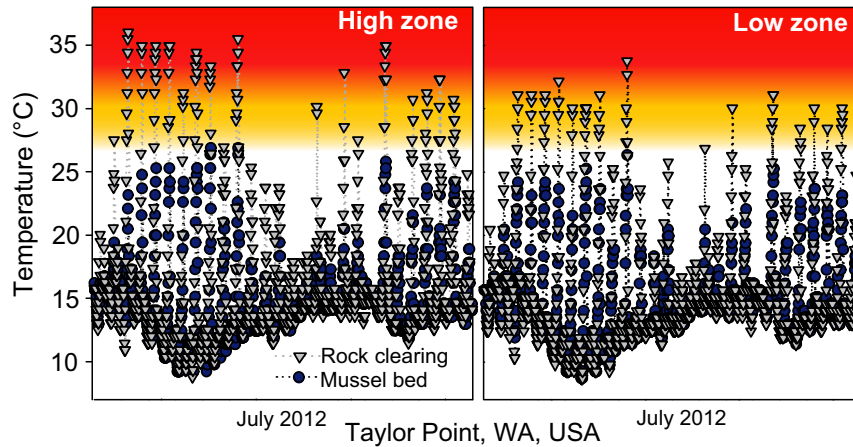 High zone
Low zone
Temperature (°C)
35
30
25
20
15
10
Rock clearing
Mussel bed
July 2012
July 2012
Taylor Point, WA, USA